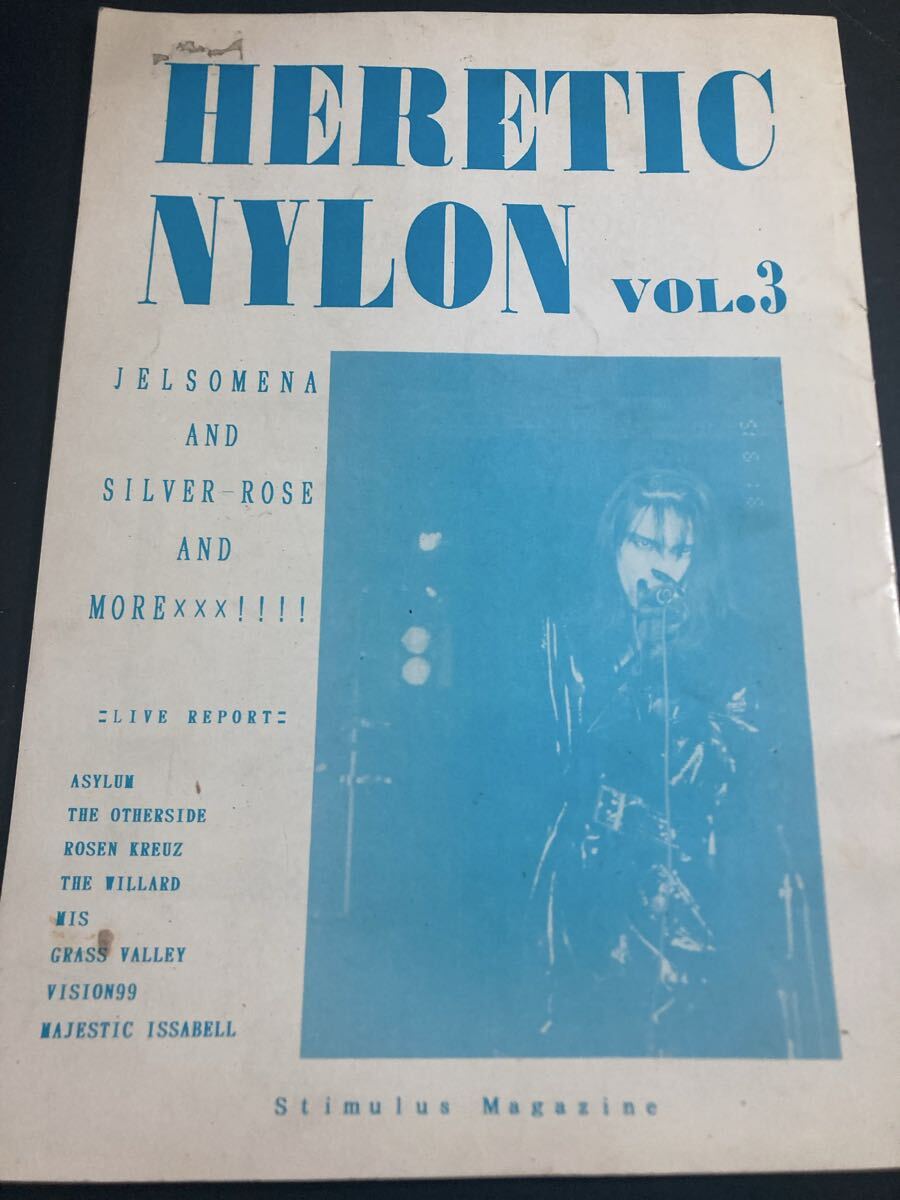 HERETIC
NYLON VOL.3
JELSOMENA
AND
SILVER-ROSE
AND
MORE×××!!!!
=LIVE REPORT=
ASYLUM
THE OTHERSIDE
ROSEN KREUZ
THE WILLARD
MIS
GRASS VALLEY
VISION99
MAJESTIC ISSABELL
Stimulus Magazine